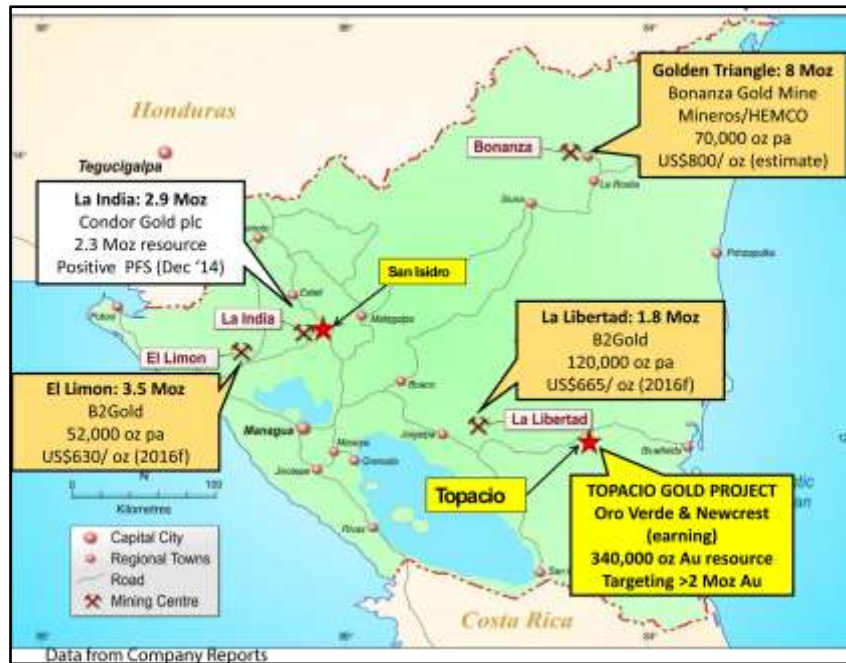 Honduras
Tegucigalpa
Golden Triangle: 8 Moz
Bonanza Gold Mine
Mineros/HEMCO
70,000 oz pa
US$800/ oz (estimate)
Bonanza
La Rosita
Siuna
La India: 2.9 Moz
Condor Gold plc
2.3 Moz resource
Positive PFS (Dec '14)
San Isidro
Estelí
La India
Matagalpa
El Limon
El Limon: 3.5 Moz
B2Gold
52,000 oz pa
US$630/ oz (2016f)
La Libertad: 1.8 Moz
B2Gold
120,000 oz pa
US$665/ oz (2016f)
La Libertad
Boaco
Managua
Masaya
Granada
Jinotepe
Juigalpa
Bluefields
Rivas
Topacio
TOPACIO GOLD PROJECT
Oro Verde & Newcrest
(earning)
340,000 oz Au resource
Targeting >2 Moz Au
N
0
100
Kilometres
Capital City
Regional Towns
Road
Mining Centre
Costa Rica
Data from Company Reports